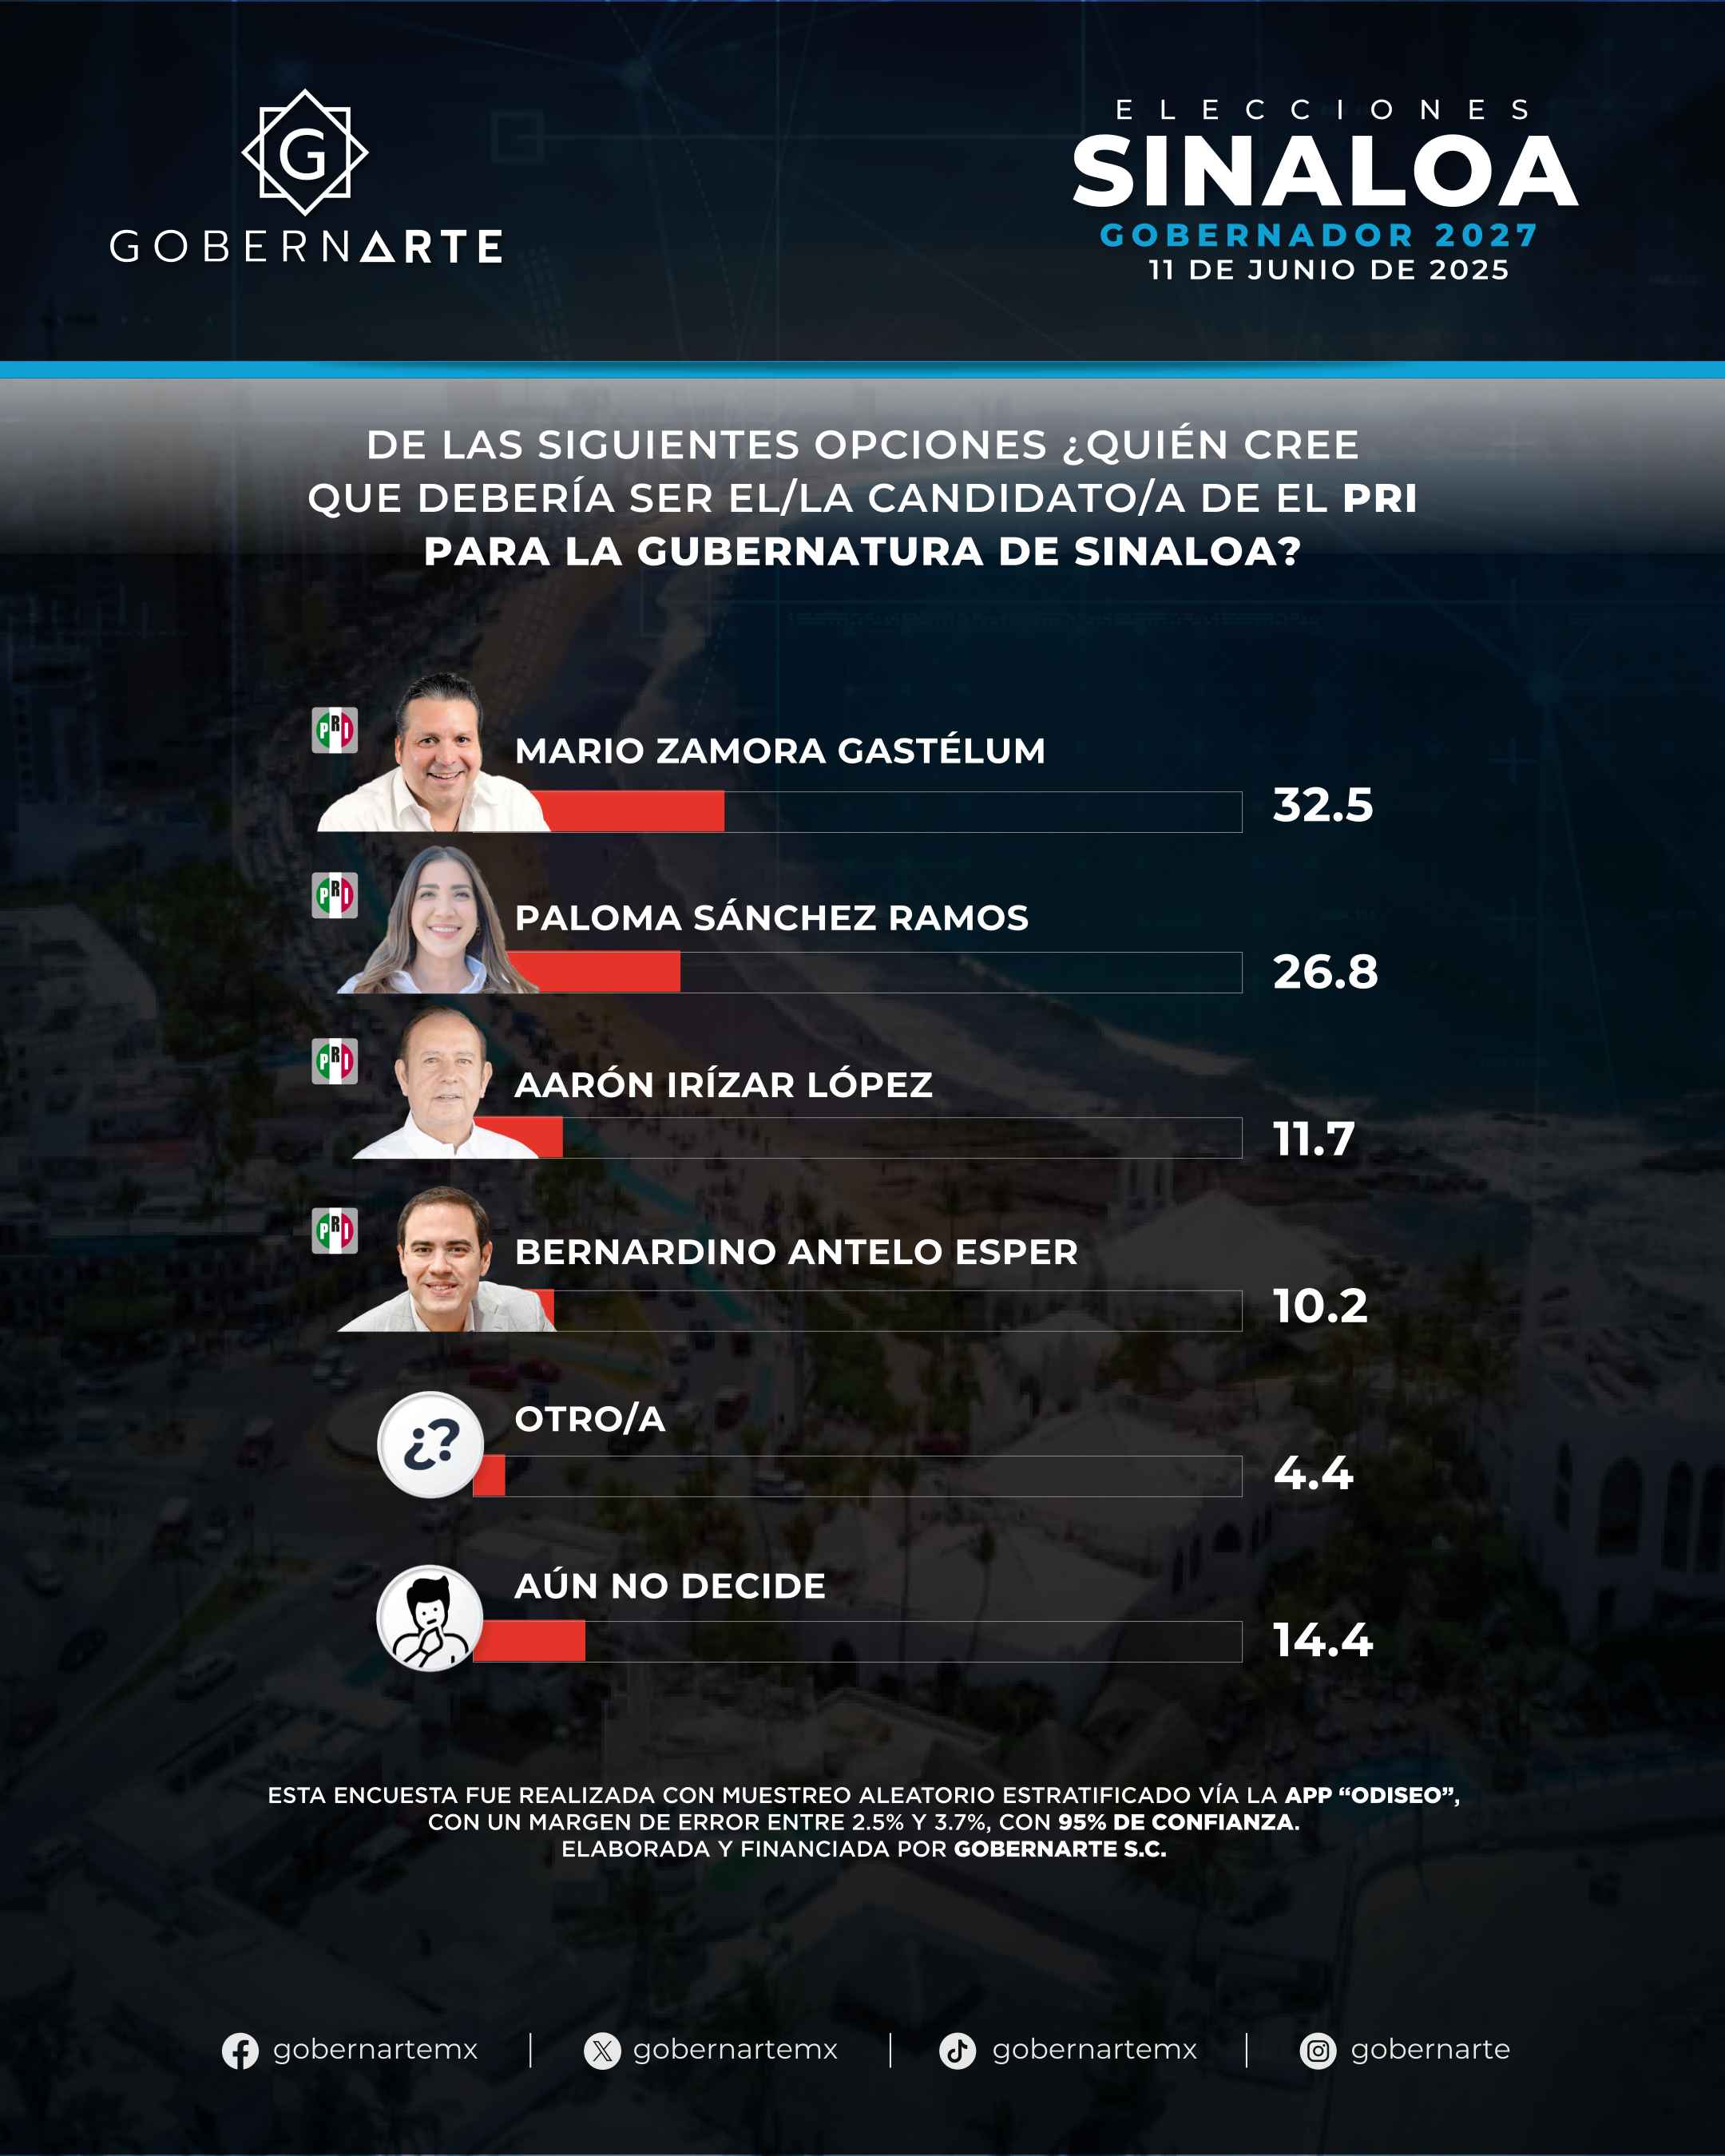 G
GOBERNARTE
ELECCIONES
SINALOA
GOBERNADOR 2027
11 DE JUNIO DE 2025
DE LAS SIGUIENTES OPCIONES ¿QUIÉN CREE
QUE DEBERÍA SER EL/LA CANDIDATO/A DE EL PRI
PARA LA GUBERNATURA DE SINALOA?
PRI
MARIO ZAMORA GASTÉLUM
32.5
PRI
PALOMA SÁNCHEZ RAMOS
26.8
PRI
AARÓN IRÍZAR LÓPEZ
11.7
PRI
BERNARDINO ANTELO ESPER
10.2
¿?
OTRO/A
4.4
AÚN NO DECIDE
14.4
ESTA ENCUESTA FUE REALIZADA CON MUESTREO ALEATORIO ESTRATIFICADO VÍA LA APP “ODISEO”,
CON UN MARGEN DE ERROR ENTRE 2.5% Y 3.7%, CON 95% DE CONFIANZA.
ELABORADA Y FINANCIADA POR GOBERNARTE S.C.
gobernartemx | gobernartemx | gobernartemx | gobernarte